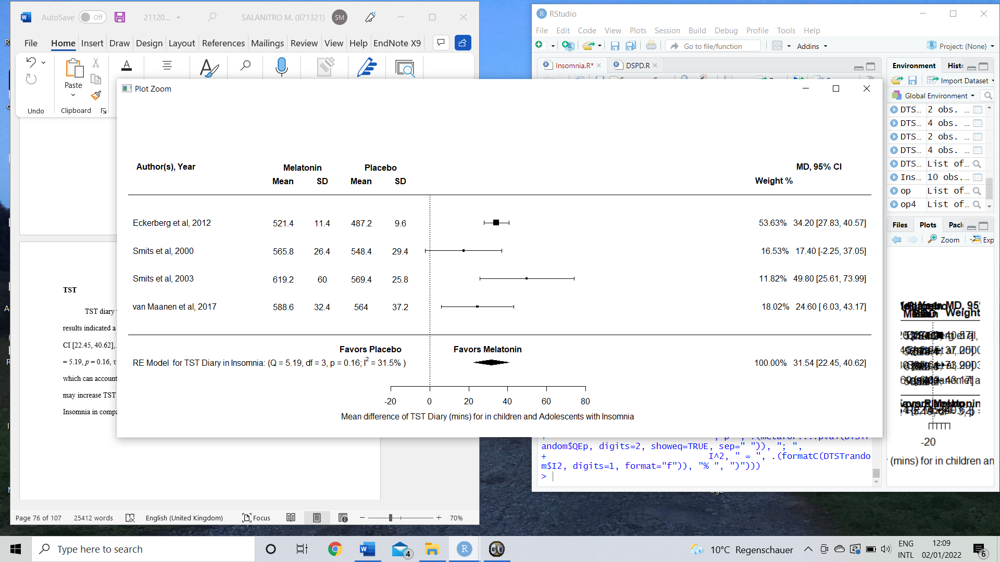 AutoSave Off 21120... SALANITRO M. (871321) SM
File Home Insert Draw Design Layout References Mailings Review View Help EndNote X9
Paste
Undo Clipboard
TST
TST diary
results indicated a
CI [22.45, 40.62],
= 5.19, p = 0.16, τ
which can account
may increase TST
Insomnia in compa
Page 76 of 107 25412 words English (United Kingdom) Focus 70%
RStudio
File Edit Code View Plots Session Build Debug Profile Tools Help
Go to file/function Addins Project: (None)
Insomnia.R* DSPD.R
Environment Histo
Import Dataset
Global Environment
DTS... 2 obs. ...
DTS... 4 obs. ...
DTS... 2 obs. ...
DTS... 4 obs. ...
DTS... List of...
Ins... 10 obs...
op List of...
op4 List of...
Files Plots Pack
Zoom Exp
Plot Zoom
Author(s), Year Melatonin Placebo MD, 95% CI
Mean SD Mean SD Weight %
Eckerberg et al, 2012 521.4 11.4 487.2 9.6 53.63% 34.20 [27.83, 40.57]
Smits et al, 2000 565.8 26.4 548.4 29.4 16.53% 17.40 [-2.25, 37.05]
Smits et al, 2003 619.2 60 569.4 25.8 11.82% 49.80 [25.61, 73.99]
van Maanen et al, 2017 588.6 32.4 564 37.2 18.02% 24.60 [ 6.03, 43.17]
Favors Placebo Favors Melatonin
RE Model for TST Diary in Insomnia: (Q = 5.19, df = 3, p = 0.16; I² = 31.5% ) 100.00% 31.54 [22.45, 40.62]
-20 0 20 40 60 80
Mean difference of TST Diary (mins) for in children and Adolescents with Insomnia
andom$QEp, digits=2, showeq=TRUE, sep=" ")), "; ",
+ I^2, " = ", .(formatC(DTSTrando
m$I2, digits=1, format="f")), "% ", ")")))
>
-20
(mins) for in children an
Type here to search
4
10°C Regenschauer
ENG
INTL
12:09
02/01/2022
6